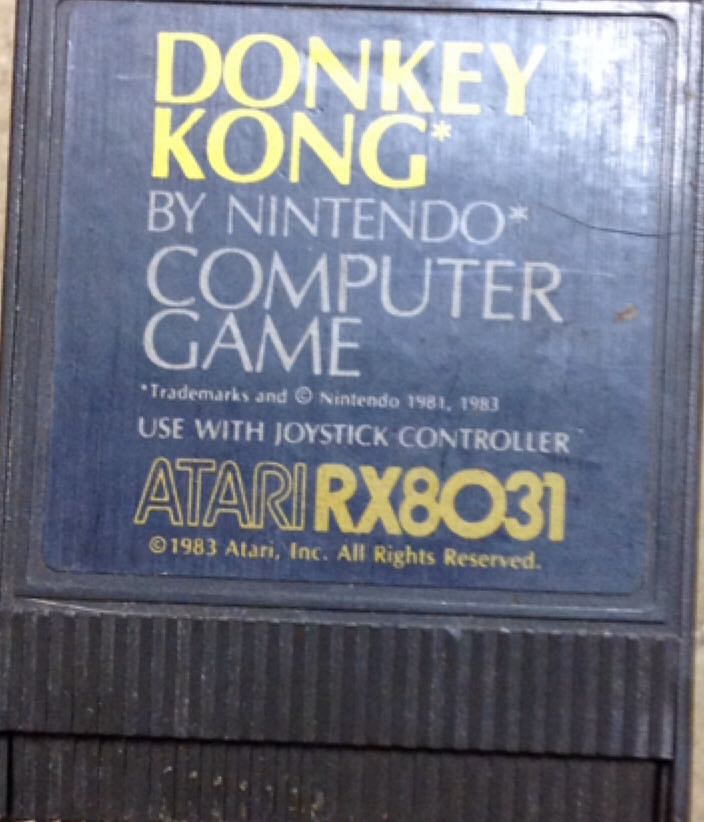 DONKEY
KONG*
BY NINTENDO*
COMPUTER
GAME
*Trademarks and © Nintendo 1981, 1983
USE WITH JOYSTICK CONTROLLER
ATARI RX8031
©1983 Atari, Inc. All Rights Reserved.